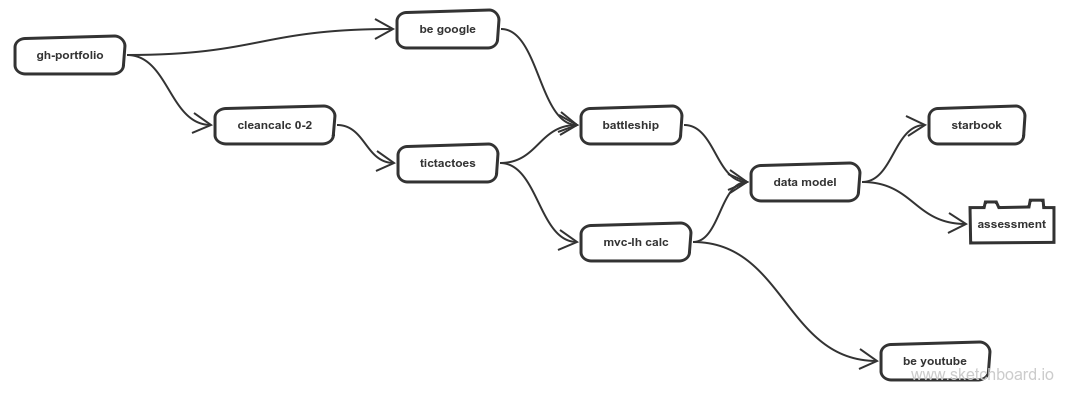 be google
gh-portfolio
cleancalc 0-2
battleship
starbook
tictactoes
data model
assessment
mvc-lh calc
be youtube
www.sketchboard.io